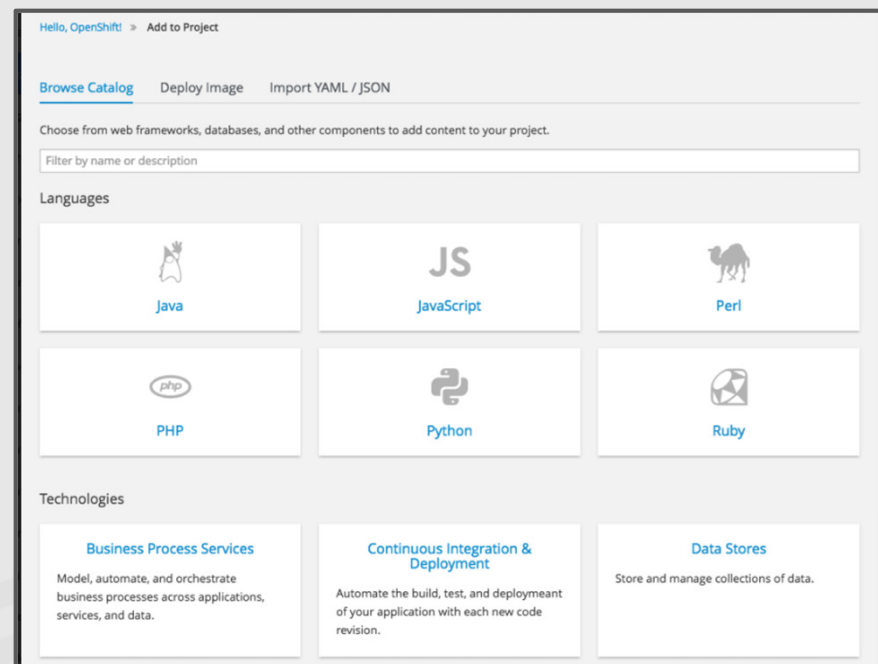 Hello, OpenShift! » Add to Project
Browse Catalog Deploy Image Import YAML / JSON
Choose from web frameworks, databases, and other components to add content to your project.
Filter by name or description
Languages
JS
Java JavaScript Perl
php
PHP Python Ruby
Technologies
Business Process Services
Model, automate, and orchestrate
business processes across applications,
services, and data.
Continuous Integration &
Deployment
Automate the build, test, and deploymeant
of your application with each new code
revision.
Data Stores
Store and manage collections of data.